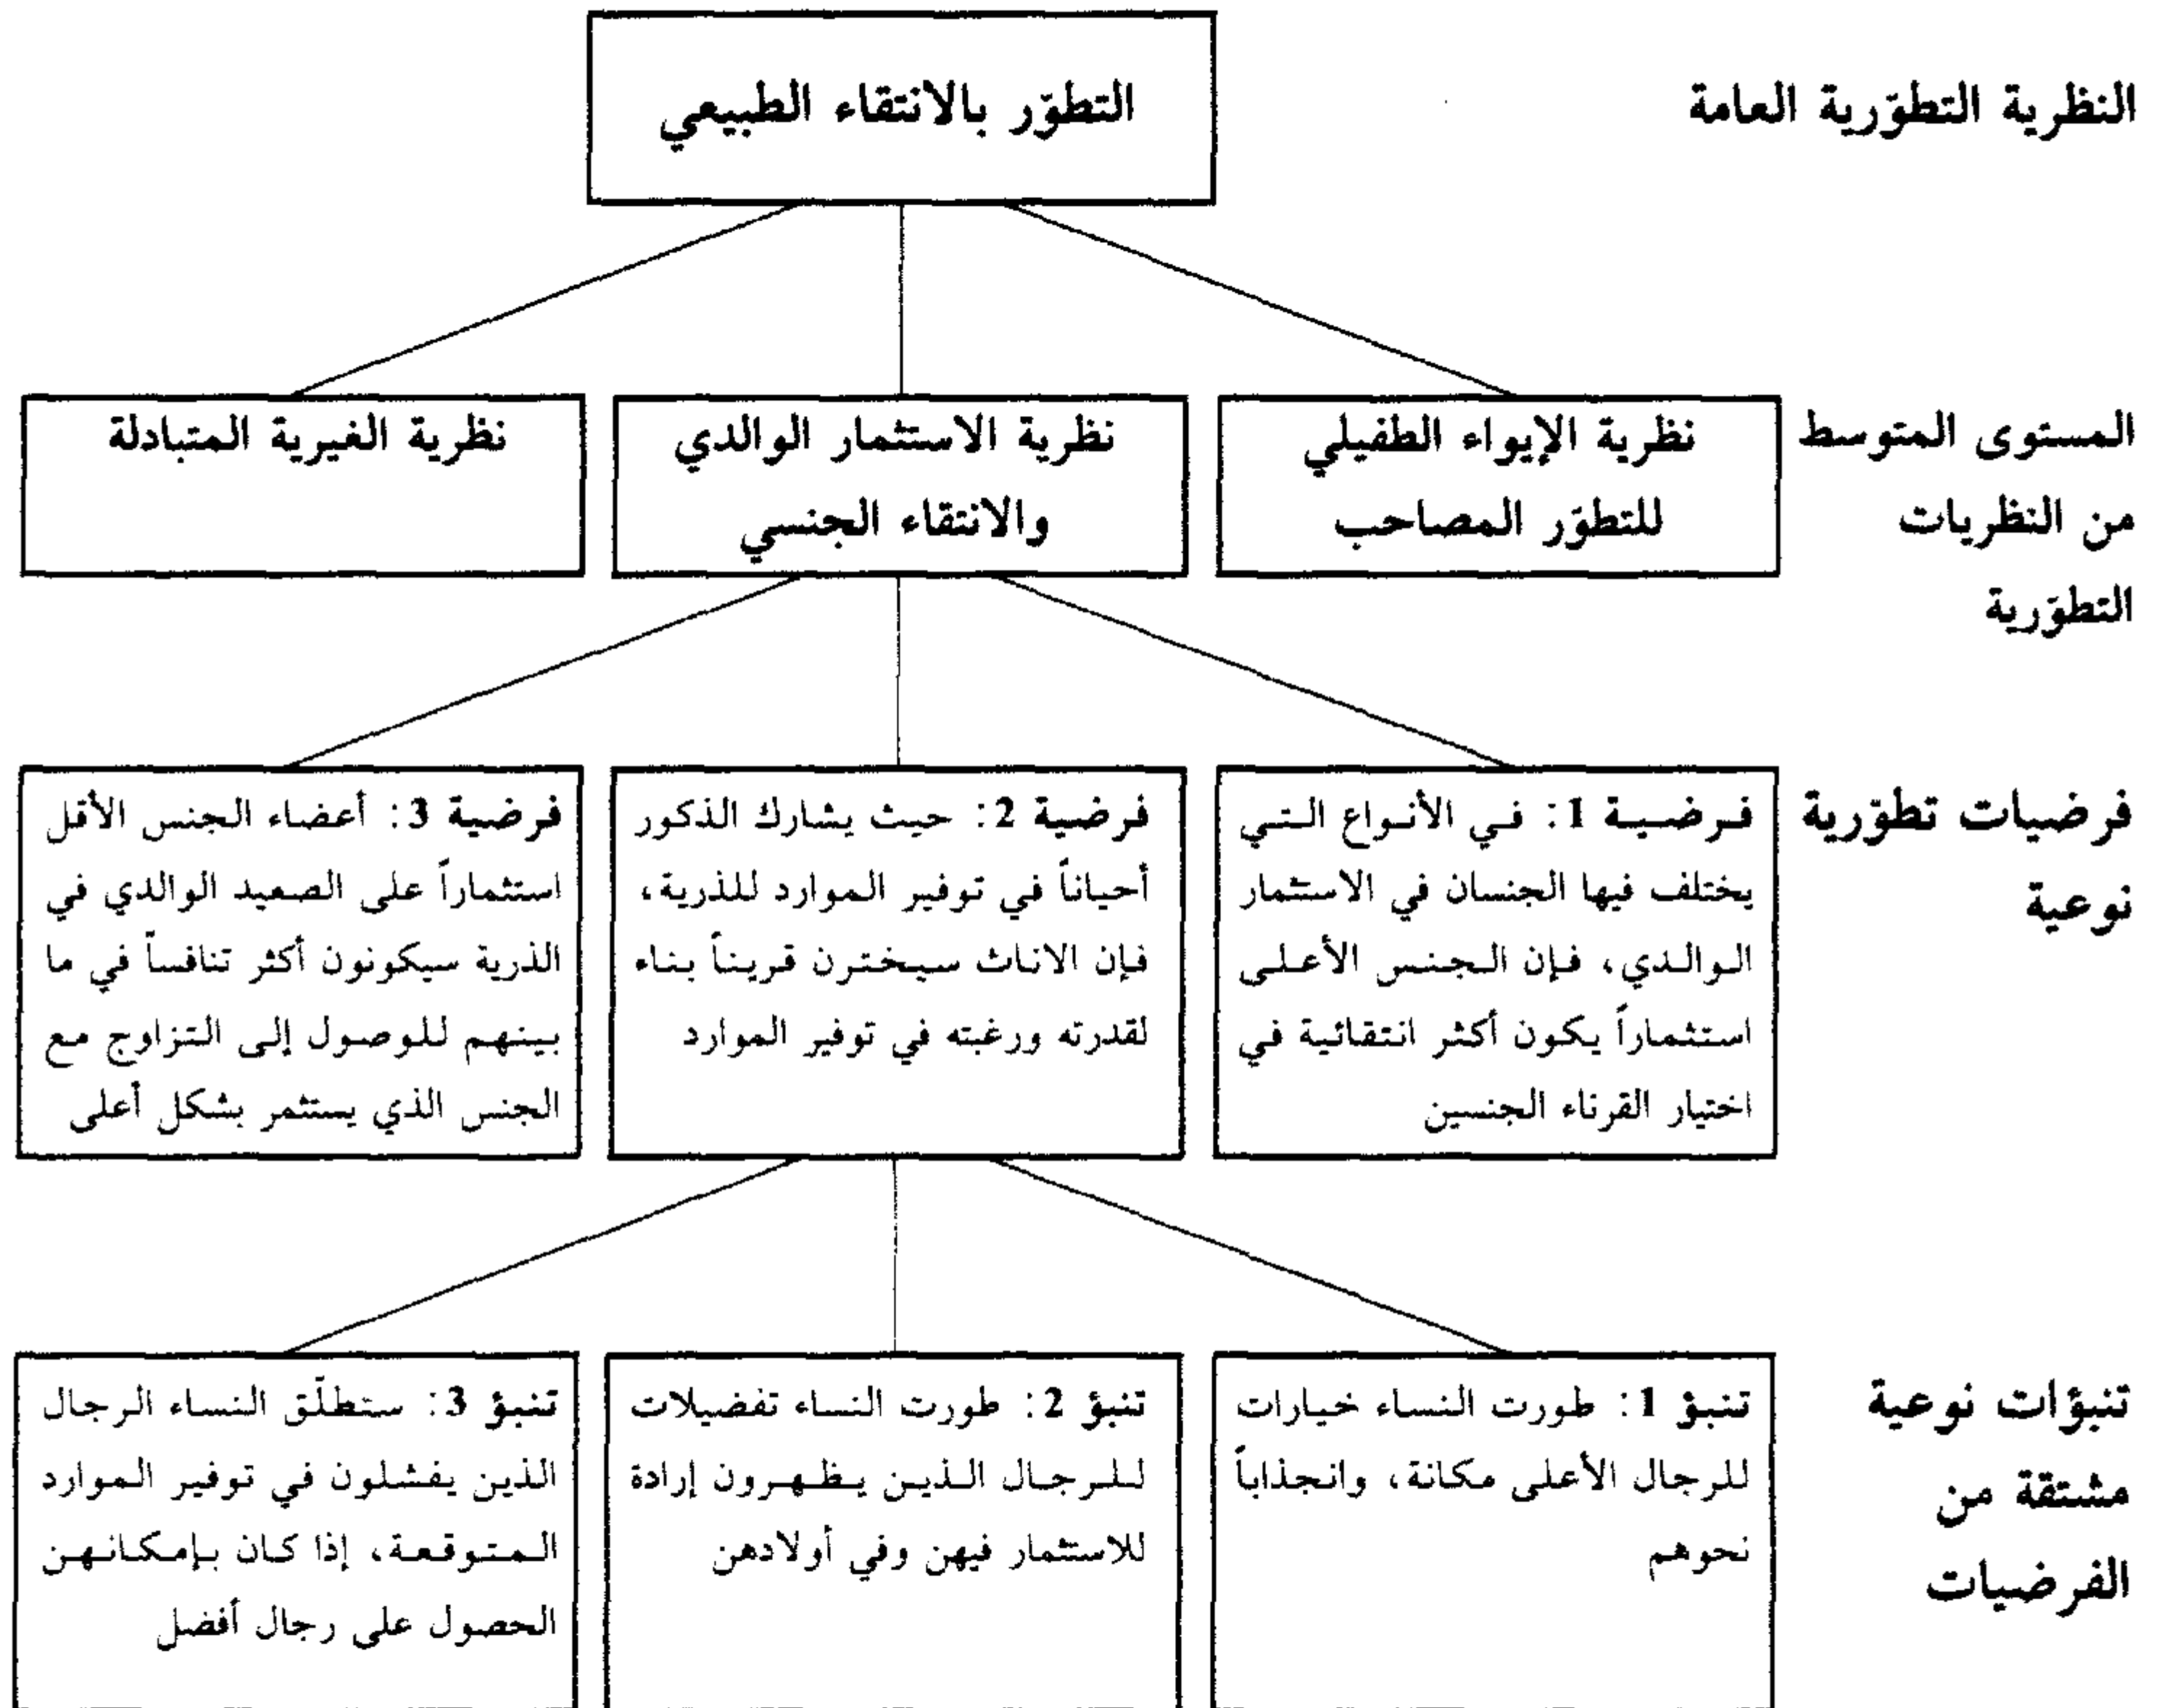 النظرية التطوّرية العامة
التطوّر بالانتقاء الطبيعي
المستوى المتوسط
من النظريات
التطوّرية
نظرية الإيواء الطفيلي
للتطوّر المصاحب
نظرية الاستثمار الوالدي
والانتقاء الجنسي
نظرية الغيرية المتبادلة
فرضيات تطوّرية
نوعية
فرضية 1: في الأنواع التي
يختلف فيها الجنسان في الاستثمار
الوالدي، فإن الجنس الأعلى
استثماراً يكون أكثر انتقائية في
اختيار القرناء الجنسين
فرضية 2: حيث يشارك الذكور
أحياناً في توفير الموارد للذرية،
فإن الاناث سيخترن قريناً بناء
لقدرته ورغبته في توفير الموارد
فرضية 3: أعضاء الجنس الأقل
استثماراً على الصعيد الوالدي في
الذرية سيكونون أكثر تنافساً في ما
بينهم للوصول إلى التزاوج مع
الجنس الذي يستثمر بشكل أعلى
تنبؤات نوعية
مشتقة من
الفرضيات
تنبؤ 1: طورت النساء خيارات
للرجال الأعلى مكانة، وانجذاباً
نحوهم
تنبؤ 2: طورت النساء تفضيلات
للرجال الذين يظهرون إرادة
للاستثمار فيهن وفي أولادهن
تنبؤ 3: ستطلّق النساء الرجال
الذين يفشلون في توفير الموارد
المتوقعة، إذا كان بإمكانهن
الحصول على رجال أفضل